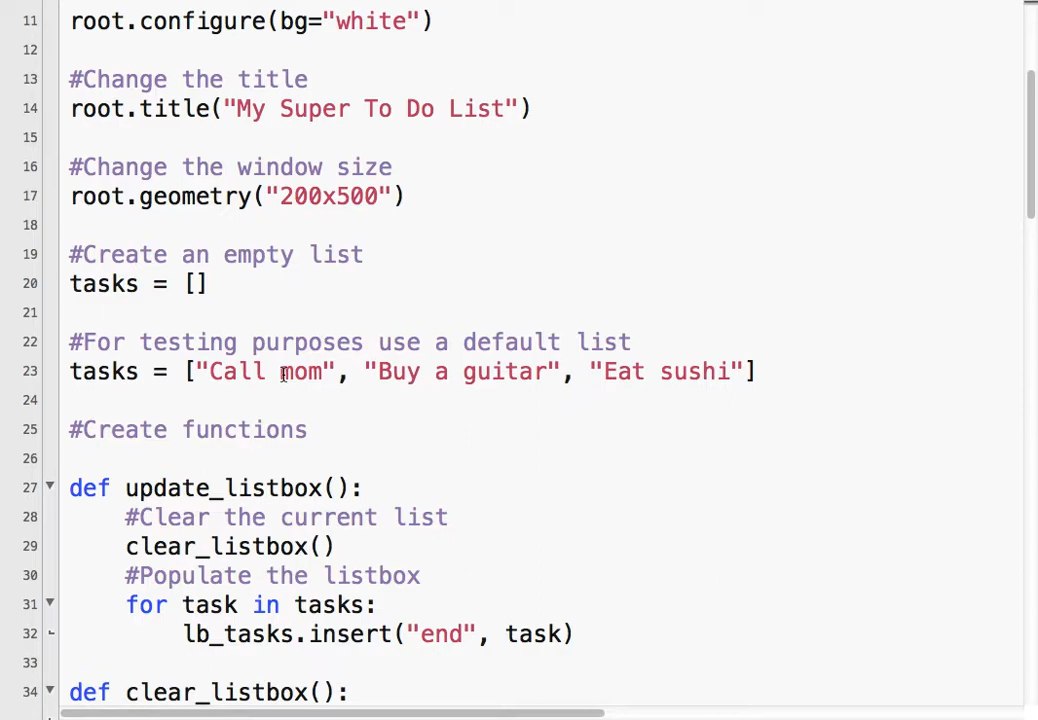 11 root.configure(bg="white")
12
13 #Change the title
14 root.title("My Super To Do List")
15
16 #Change the window size
17 root.geometry("200x500")
18
19 #Create an empty list
20 tasks = []
21
22 #For testing purposes use a default list
23 tasks = ["Call mom", "Buy a guitar", "Eat sushi"]
24
25 #Create functions
26
27 def update_listbox():
28     #Clear the current list
29     clear_listbox()
30     #Populate the listbox
31     for task in tasks:
32         lb_tasks.insert("end", task)
33
34 def clear_listbox():